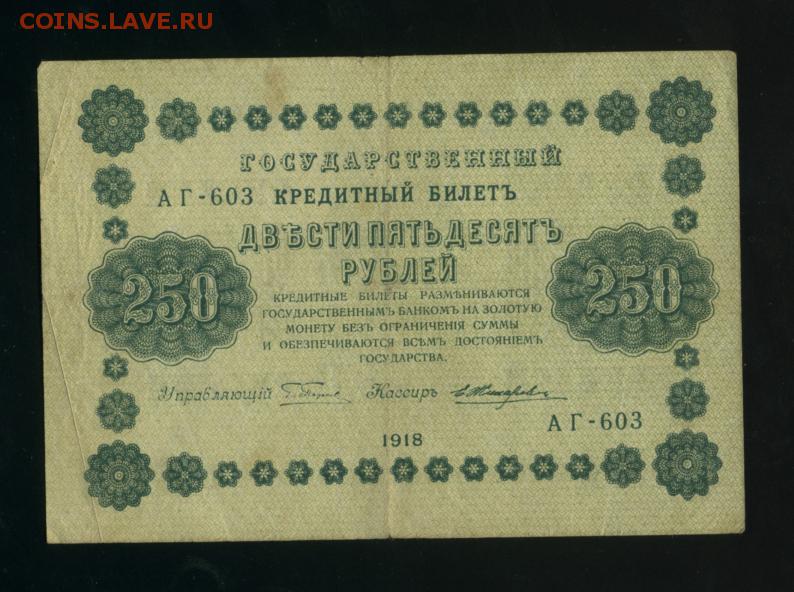 COINS.LAVE.RU
ГОСУДАРСТВЕННЫЙ
АГ-603 КРЕДИТНЫЙ БИЛЕТЪ
ДВѢСТИ ПЯТЬДЕСЯТЪ
РУБЛЕЙ
250
250
КРЕДИТНЫЕ БИЛЕТЫ РАЗМѢНИВАЮТСЯ
ГОСУДАРСТВЕННЫМЪ БАНКОМЪ НА ЗОЛОТУЮ
МОНЕТУ БЕЗЪ ОГРАНИЧЕНІЯ СУММЫ
И ОБЕЗПЕЧИВАЮТСЯ ВСѢМЪ ДОСТОЯНІЕМЪ
ГОСУДАРСТВА.
Управляющій Кассиръ Е. Жихаревъ
АГ-603
1918